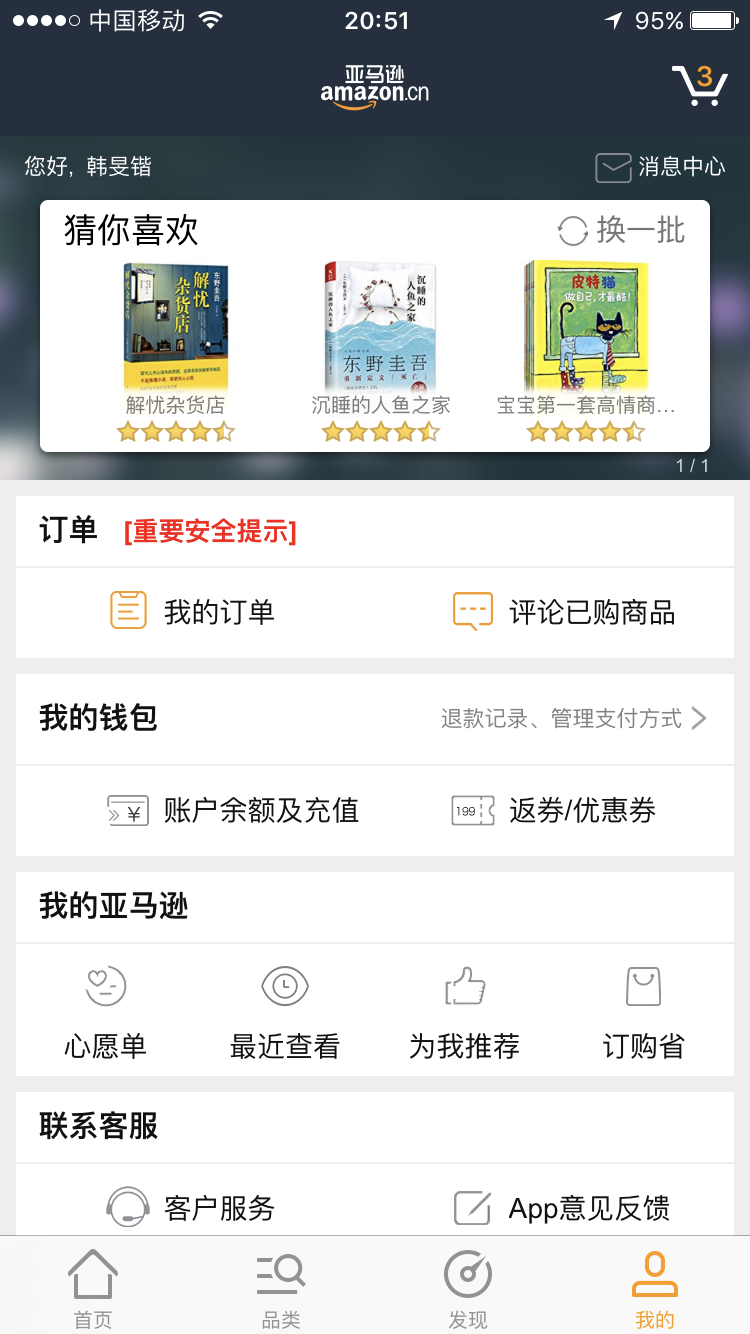 中国移动 20:51 95%
亚马逊
amazon.cn
3
您好, 韩旻锴
消息中心
猜你喜欢
换一批
解忧
杂货店
东野圭吾
解忧杂货店
沉睡的
人鱼之家
东野圭吾
皮特猫
做自己,才最酷!
解忧杂货店
沉睡的人鱼之家
宝宝第一套高情商...
1 / 1
订单 [重要安全提示]
我的订单
评论已购商品
我的钱包
退款记录、管理支付方式
¥ 账户余额及充值
199 返券/优惠券
我的亚马逊
心愿单
最近查看
为我推荐
订购省
联系客服
客户服务
App意见反馈
首页
品类
发现
我的